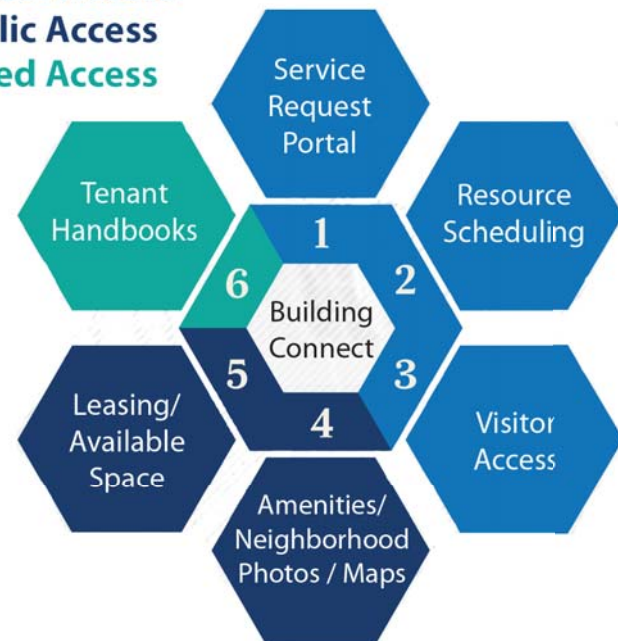 lic Access
ed Access
Service
Request
Portal
Tenant
Handbooks
Resource
Scheduling
1
2
3
4
5
6
Building
Connect
Leasing/
Available
Space
Visitor
Access
Amenities/
Neighborhood
Photos / Maps